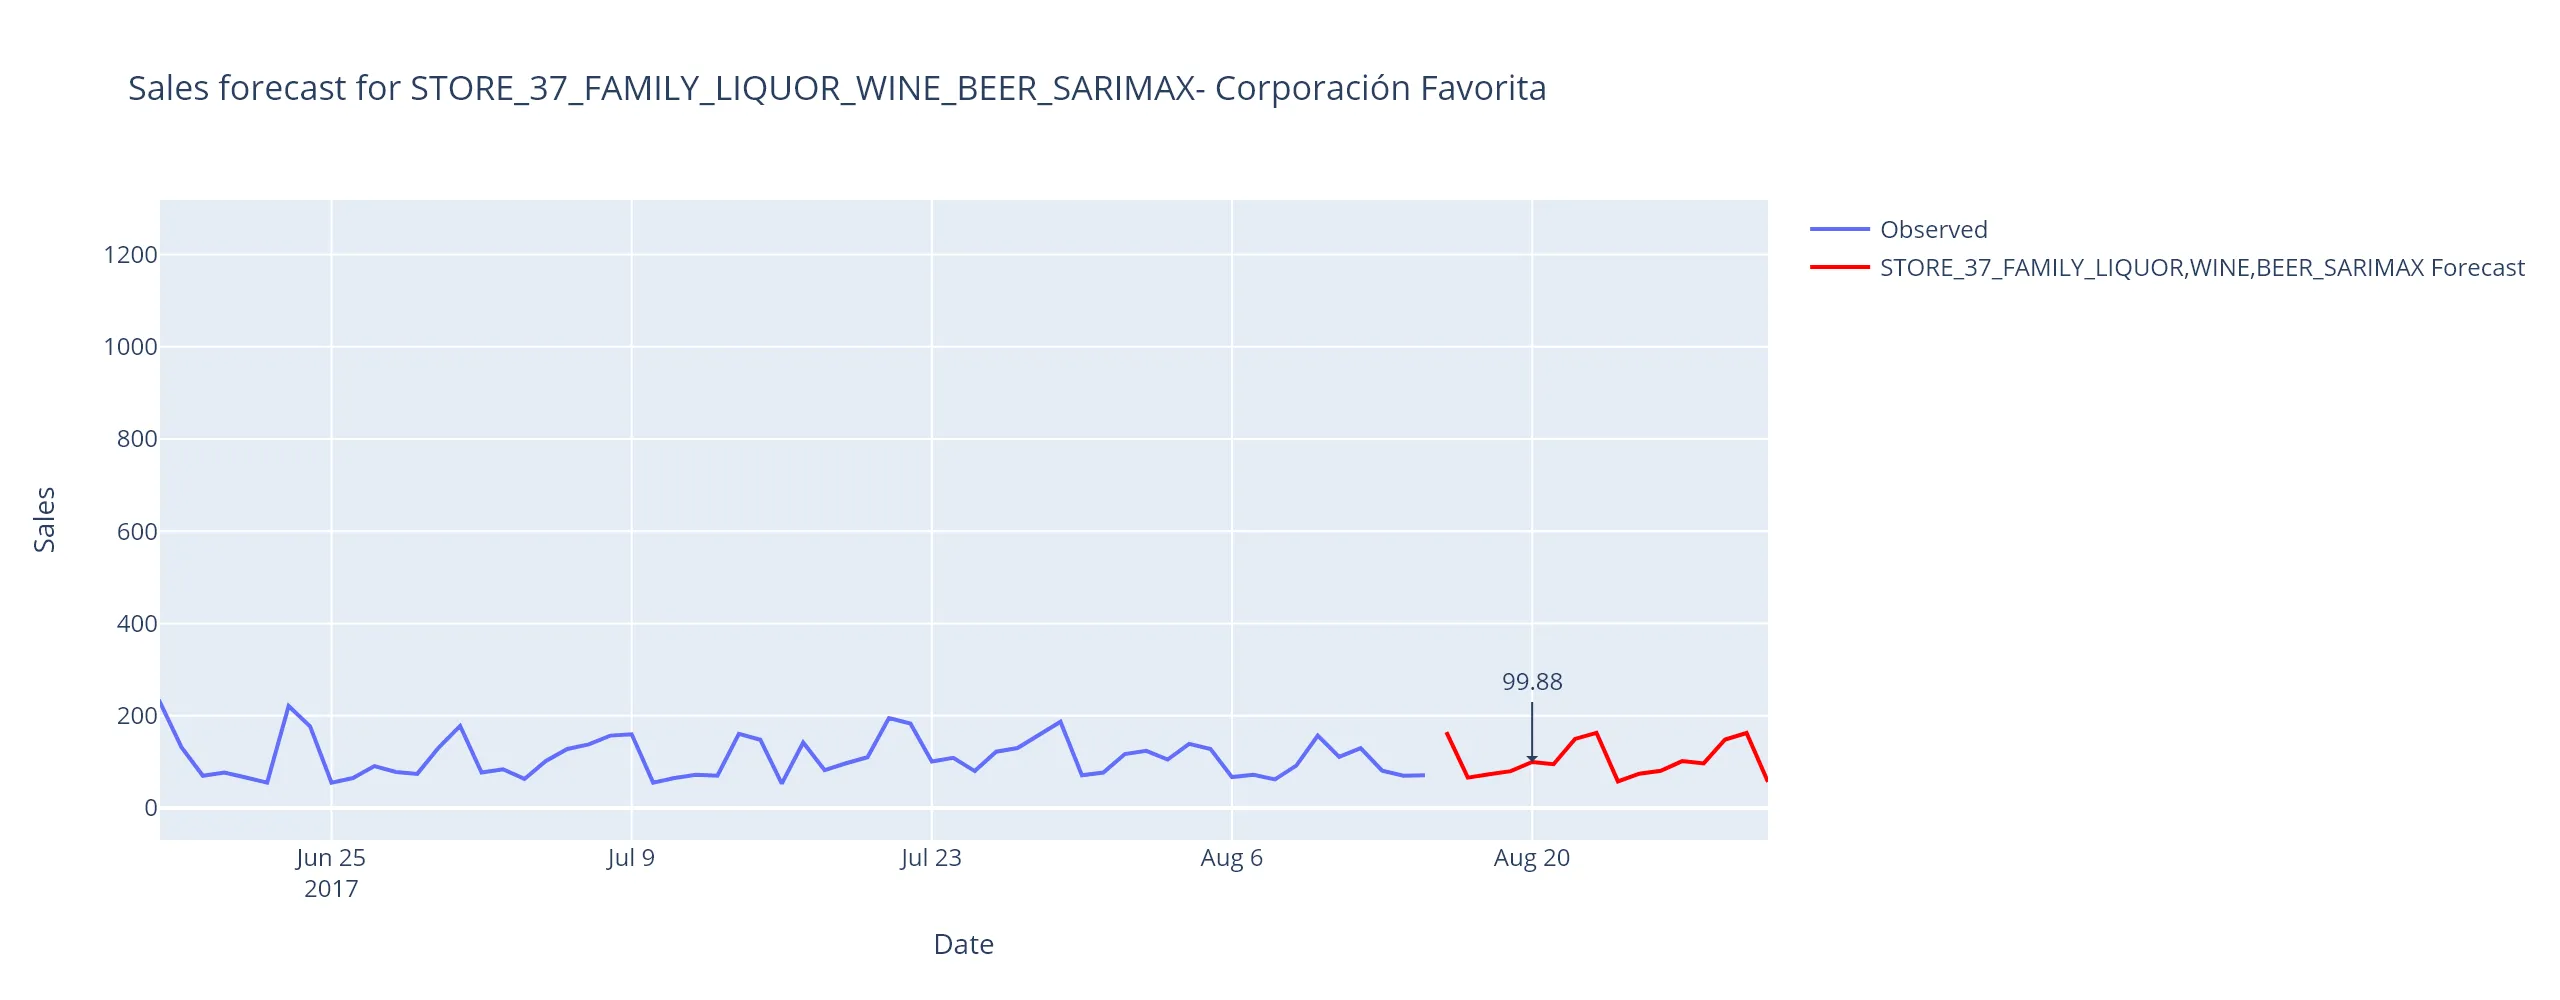 Sales forecast for STORE_37_FAMILY_LIQUOR_WINE_BEER_SARIMAX- Corporación Favorita
Observed
STORE_37_FAMILY_LIQUOR,WINE,BEER_SARIMAX Forecast
1200
1000
800
600
400
200
0
Sales
99.88
Jun 25
2017
Jul 9
Jul 23
Aug 6
Aug 20
Date